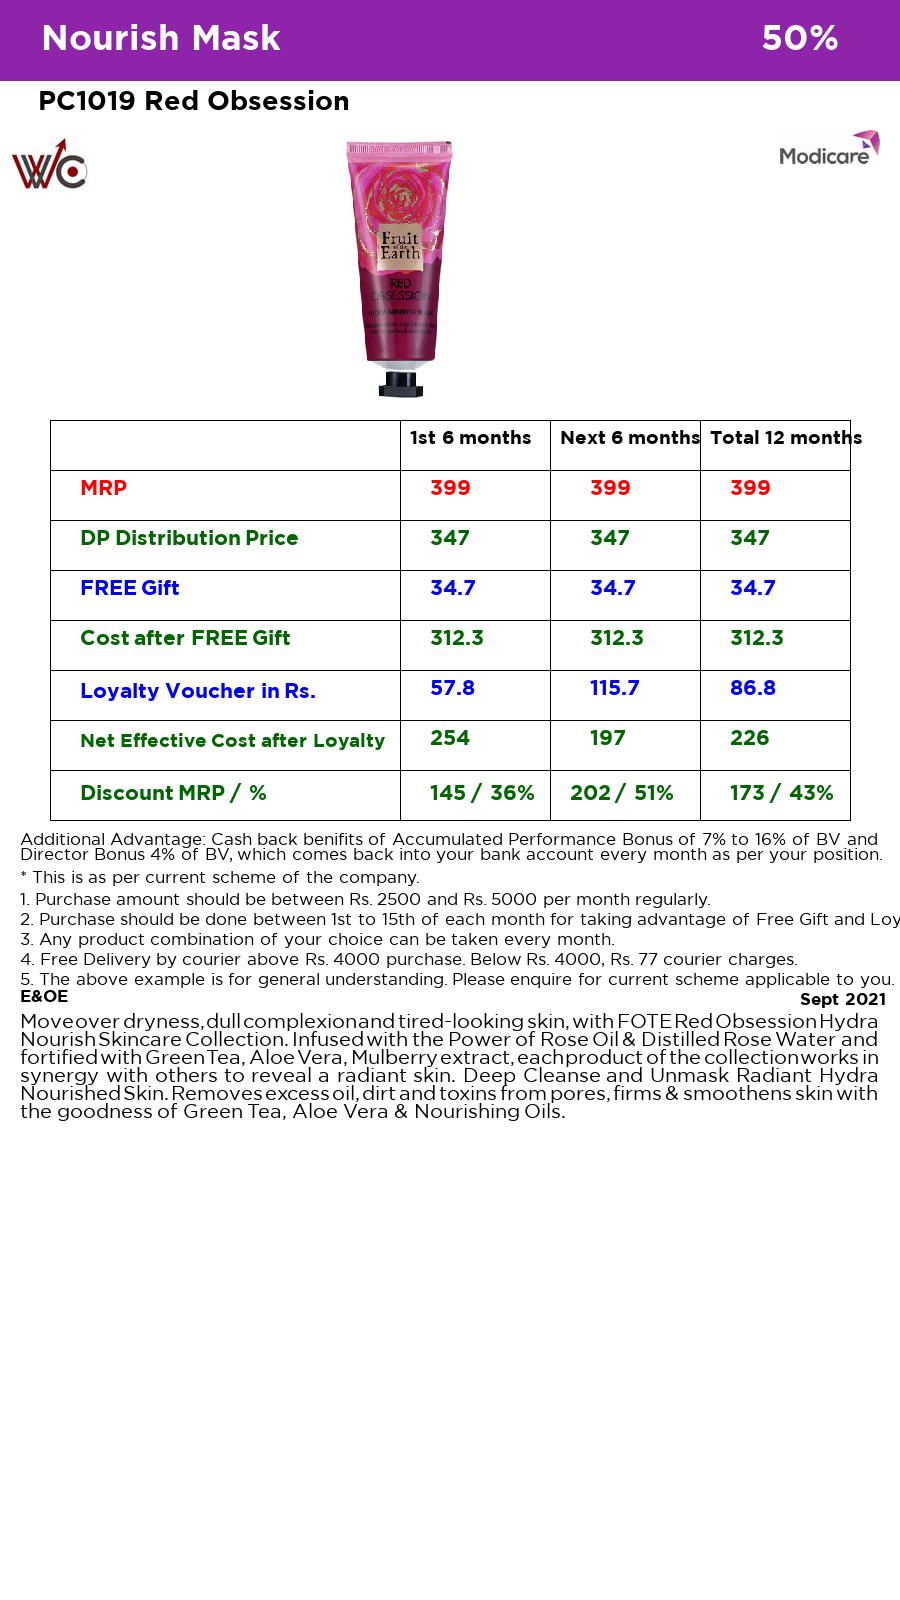 Nourish Mask 50%
PC1019 Red Obsession
WC
Modicare
Fruit
of the
Earth
RED
OBSESSION
HYDRA NOURISH MASK
1st 6 months Next 6 months Total 12 months
MRP 399 399 399
DP Distribution Price 347 347 347
FREE Gift 34.7 34.7 34.7
Cost after FREE Gift 312.3 312.3 312.3
Loyalty Voucher in Rs. 57.8 115.7 86.8
Net Effective Cost after Loyalty 254 197 226
Discount MRP / % 145 / 36% 202 / 51% 173 / 43%
Additional Advantage: Cash back benifits of Accumulated Performance Bonus of 7% to 16% of BV and
Director Bonus 4% of BV, which comes back into your bank account every month as per your position.
* This is as per current scheme of the company.
1. Purchase amount should be between Rs. 2500 and Rs. 5000 per month regularly.
2. Purchase should be done between 1st to 15th of each month for taking advantage of Free Gift and Loy
3. Any product combination of your choice can be taken every month.
4. Free Delivery by courier above Rs. 4000 purchase. Below Rs. 4000, Rs. 77 courier charges.
5. The above example is for general understanding. Please enquire for current scheme applicable to you.
E&OE Sept 2021
Move over dryness, dull complexion and tired-looking skin, with FOTE Red Obsession Hydra
Nourish Skincare Collection. Infused with the Power of Rose Oil & Distilled Rose Water and
fortified with Green Tea, Aloe Vera, Mulberry extract, each product of the collection works in
synergy with others to reveal a radiant skin. Deep Cleanse and Unmask Radiant Hydra
Nourished Skin. Removes excess oil, dirt and toxins from pores, firms & smoothens skin with
the goodness of Green Tea, Aloe Vera & Nourishing Oils.